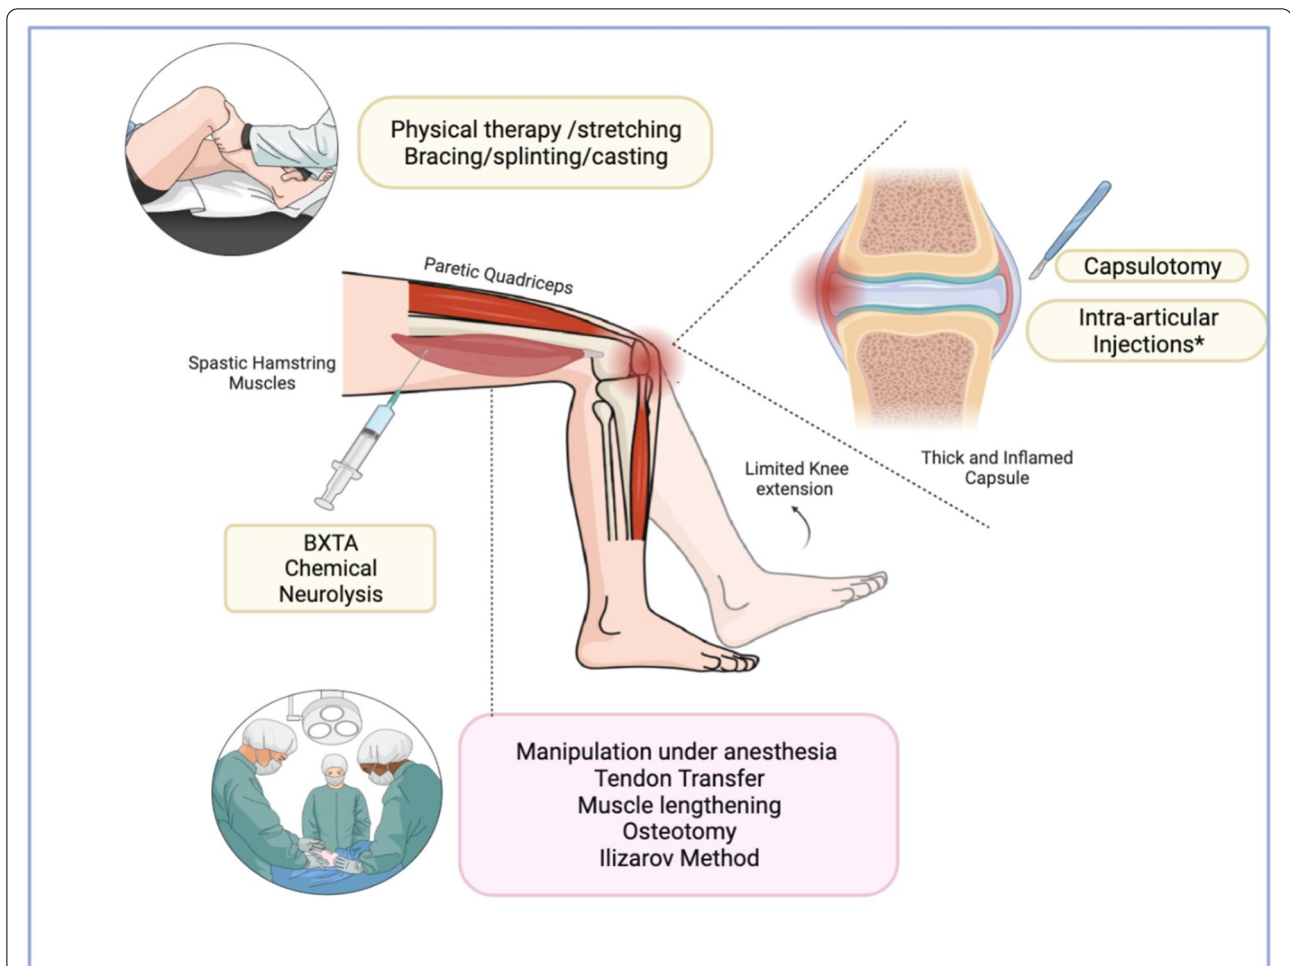 Physical therapy /stretching
Bracing/splinting/casting
Paretic Quadriceps
Spastic Hamstring
Muscles
Capsulotomy
Intra-articular
Injections*
Thick and Inflamed
Capsule
Limited Knee
extension
BXTA
Chemical
Neurolysis
Manipulation under anesthesia
Tendon Transfer
Muscle lengthening
Osteotomy
Ilizarov Method